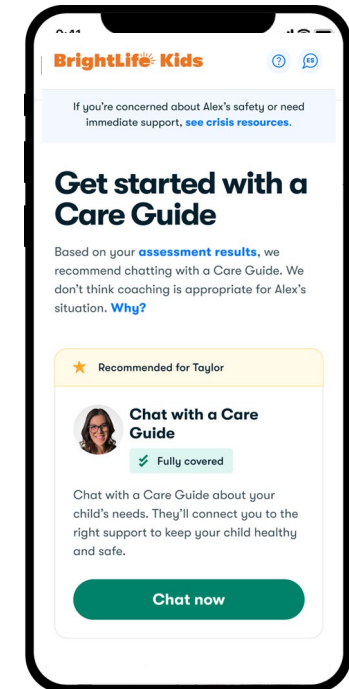 9:41
BrightLife Kids
ES
If you're concerned about Alex's safety or need
immediate support, see crisis resources.
Get started with a
Care Guide
Based on your assessment results, we
recommend chatting with a Care Guide. We
don't think coaching is appropriate for Alex's
situation. Why?
Recommended for Taylor
Chat with a Care
Guide
Fully covered
Chat with a Care Guide about your
child's needs. They'll connect you to the
right support to keep your child healthy
and safe.
Chat now